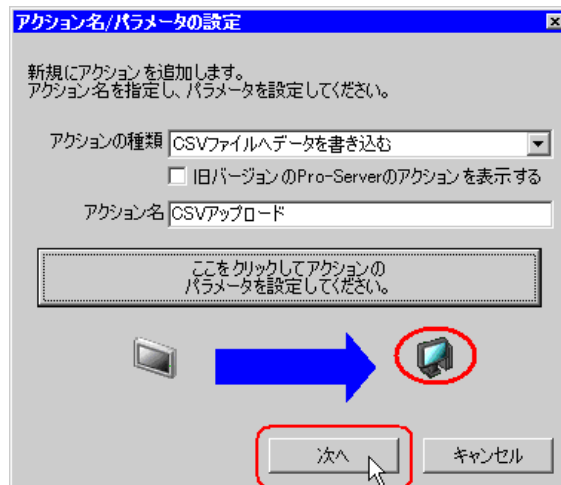 アクション名/パラメータの設定
新規にアクションを追加します。
アクション名を指定し、パラメータを設定してください。
アクションの種類 CSVファイルへデータを書き込む
旧バージョンのPro-Serverのアクションを表示する
アクション名 CSVアップロード
ここをクリックしてアクションの
パラメータを設定してください。
次へ キャンセル